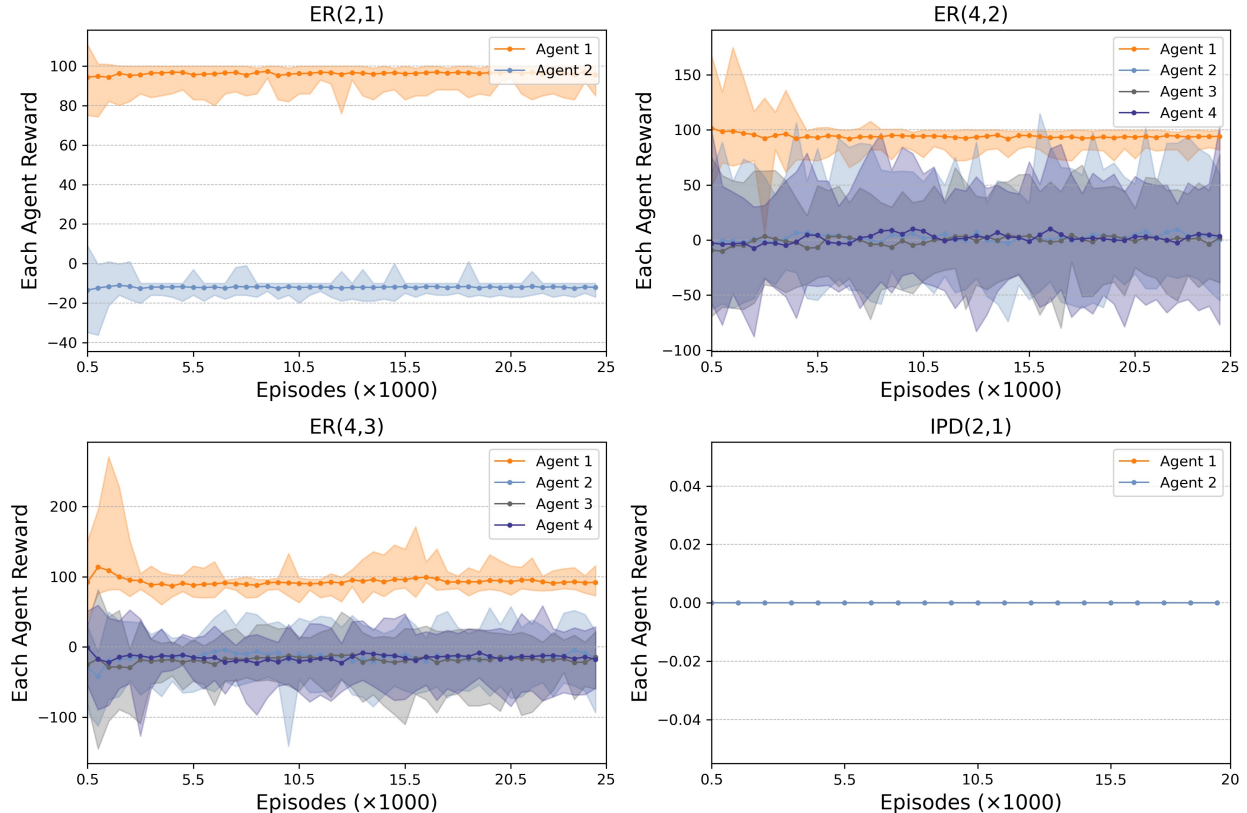 ER(2,1)
Each Agent Reward
100
80
60
40
20
0
−20
−40
0.5
5.5
10.5
15.5
20.5
25
Episodes (×1000)
Agent 1
Agent 2
ER(4,2)
Each Agent Reward
150
100
50
0
−50
−100
0.5
5.5
10.5
15.5
20.5
25
Episodes (×1000)
Agent 1
Agent 2
Agent 3
Agent 4
ER(4,3)
Each Agent Reward
200
100
0
−100
0.5
5.5
10.5
15.5
20.5
25
Episodes (×1000)
Agent 1
Agent 2
Agent 3
Agent 4
IPD(2,1)
Each Agent Reward
0.04
0.02
0.00
−0.02
−0.04
0.5
5.5
10.5
15.5
20
Episodes (×1000)
Agent 1
Agent 2